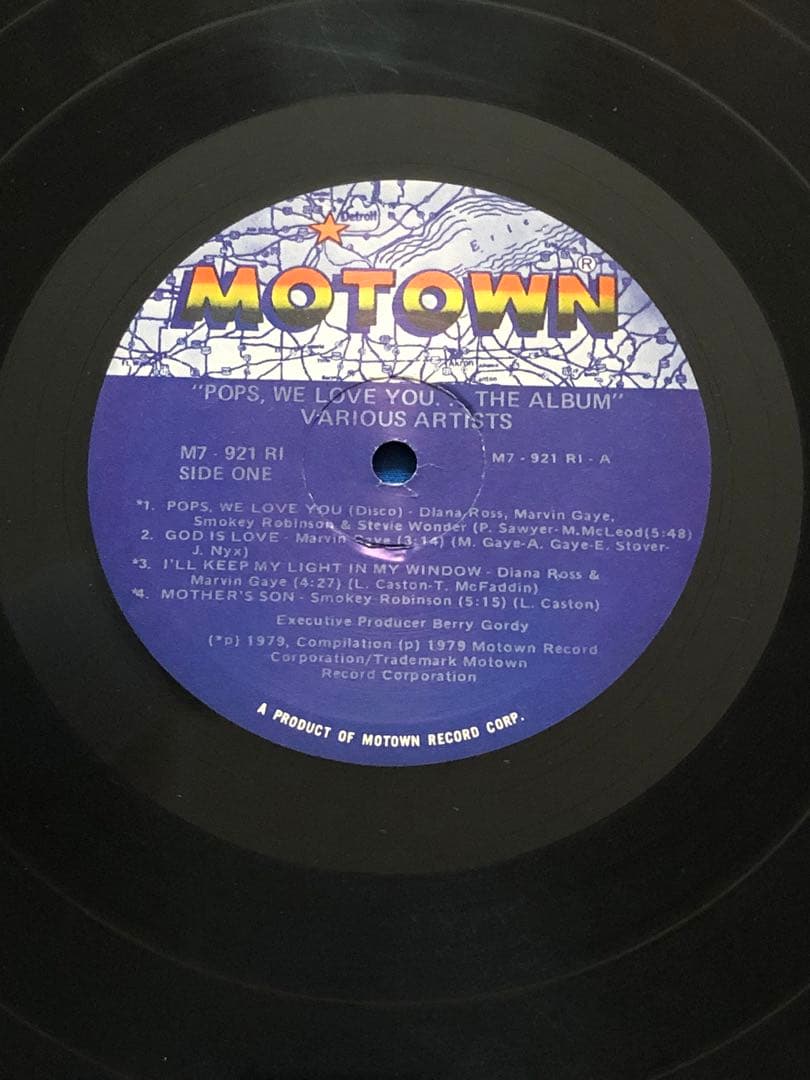 Detroit
Erie
MOTOWN®
Akron
Canton
"POPS, WE LOVE YOU. . . THE ALBUM"
VARIOUS ARTISTS
M7 - 921 RI
M7 - 921 RI - A
SIDE ONE
*1. POPS, WE LOVE YOU (Disco) - Diana Ross, Marvin Gaye,
Smokey Robinson & Stevie Wonder (P. Sawyer-M.McLeod(5:48)
2. GOD IS LOVE - Marvin Gaye (3:14) (M. Gaye-A. Gaye-E. Stover-
J. Nyx)
*3. I'LL KEEP MY LIGHT IN MY WINDOW - Diana Ross &
Marvin Gaye (4:27) (L. Caston-T. McFaddin)
*4. MOTHER'S SON - Smokey Robinson (5:15) (L. Caston)
Executive Producer Berry Gordy
(*p) 1979, Compilation (p) 1979 Motown Record
Corporation/Trademark Motown
Record Corporation
A PRODUCT OF MOTOWN RECORD CORP.